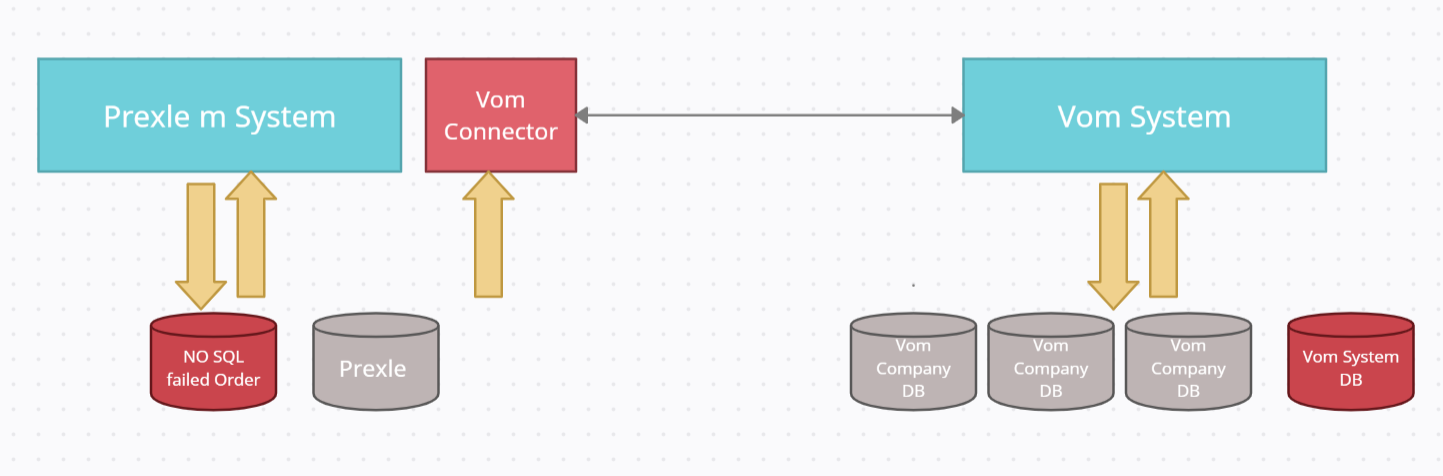 Prexle m System
Vom
Connector
Vom System
NO SQL
failed Order
Prexle
Vom
Company
DB
Vom
Company
DB
Vom
Company
DB
Vom System
DB